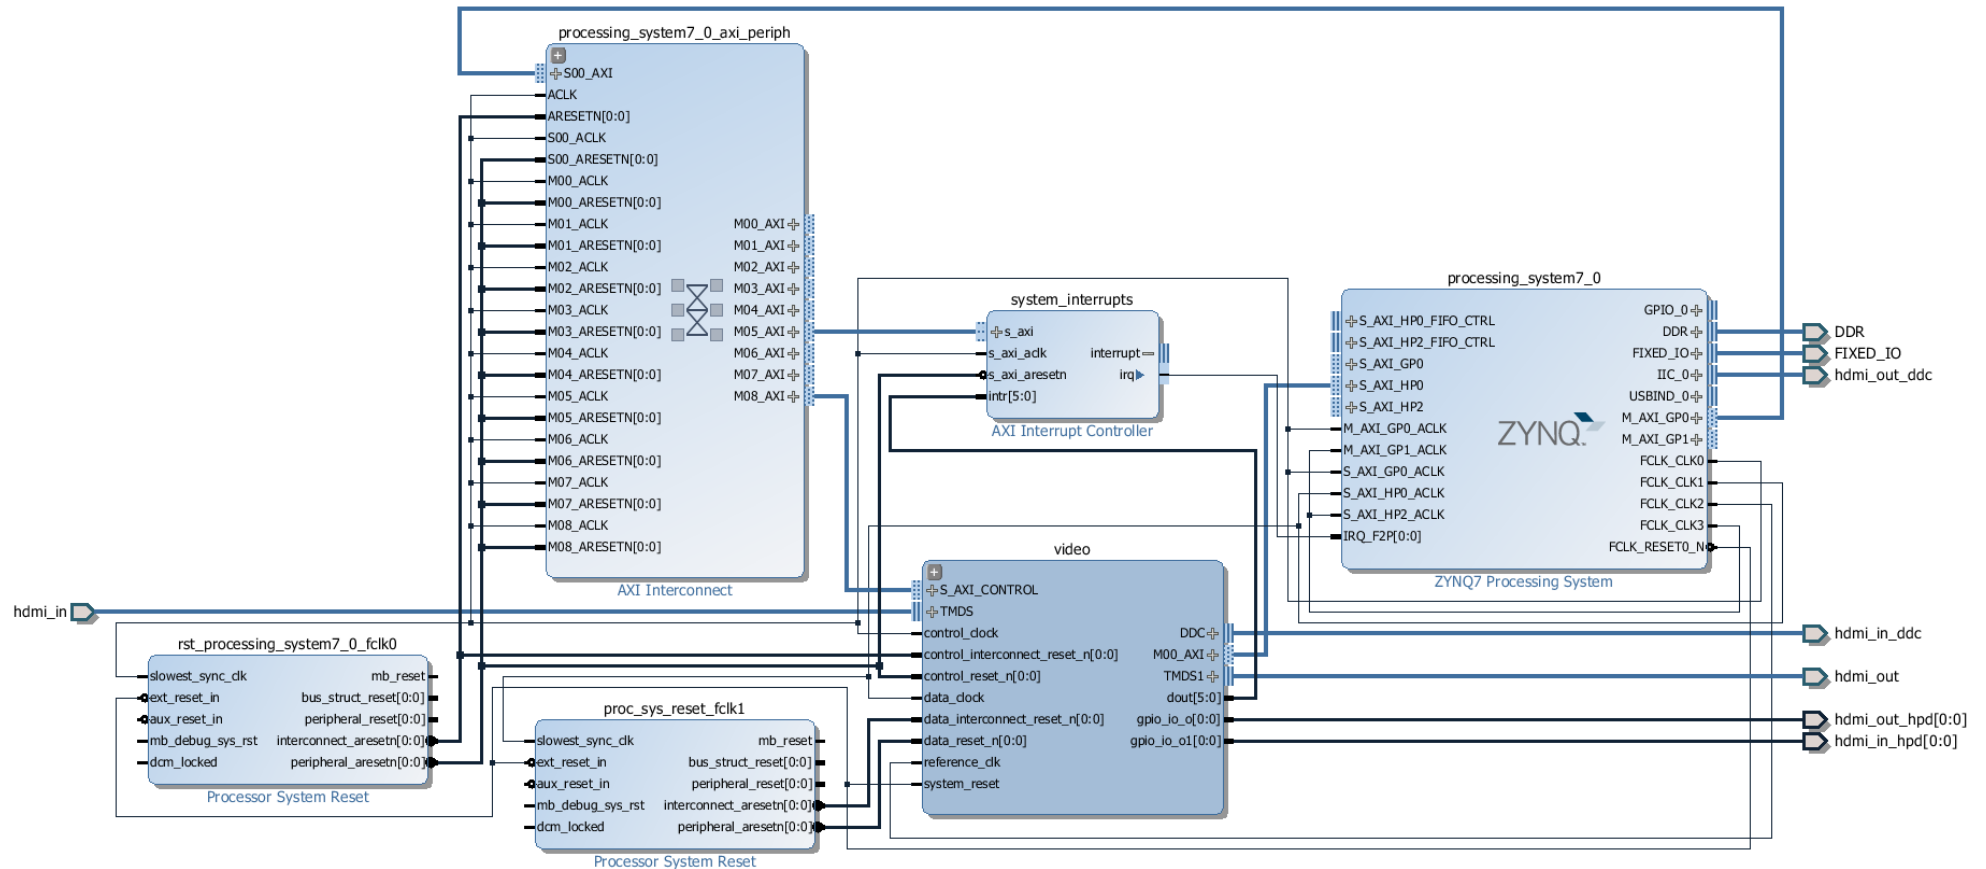 processing_system7_0_axi_periph
S00_AXI
ACLK
ARESETN[0:0]
S00_ACLK
S00_ARESETN[0:0]
M00_ACLK
M00_ARESETN[0:0]
M01_ACLK
M01_ARESETN[0:0]
M02_ACLK
M02_ARESETN[0:0]
M03_ACLK
M03_ARESETN[0:0]
M04_ACLK
M04_ARESETN[0:0]
M05_ACLK
M05_ARESETN[0:0]
M06_ACLK
M06_ARESETN[0:0]
M07_ACLK
M07_ARESETN[0:0]
M08_ACLK
M08_ARESETN[0:0]
M00_AXI
M01_AXI
M02_AXI
M03_AXI
M04_AXI
M05_AXI
M06_AXI
M07_AXI
M08_AXI
AXI Interconnect
system_interrupts
s_axi
s_axi_aclk
s_axi_aresetn
intr[5:0]
interrupt
irq
AXI Interrupt Controller
processing_system7_0
S_AXI_HP0_FIFO_CTRL
S_AXI_HP2_FIFO_CTRL
S_AXI_GP0
S_AXI_HP0
S_AXI_HP2
M_AXI_GP0_ACLK
M_AXI_GP1_ACLK
S_AXI_GP0_ACLK
S_AXI_HP0_ACLK
S_AXI_HP2_ACLK
IRQ_F2P[0:0]
ZYNQ
GPIO_0
DDR
FIXED_IO
IIC_0
USBIND_0
M_AXI_GP0
M_AXI_GP1
FCLK_CLK0
FCLK_CLK1
FCLK_CLK2
FCLK_CLK3
FCLK_RESET0_N
ZYNQ7 Processing System
DDR
FIXED_IO
hdmi_out_ddc
hdmi_in
video
S_AXI_CONTROL
TMDS
control_clock
control_interconnect_reset_n[0:0]
control_reset_n[0:0]
data_clock
data_interconnect_reset_n[0:0]
data_reset_n[0:0]
reference_clk
system_reset
DDC
M00_AXI
TMDS1
dout[5:0]
gpio_io_o[0:0]
gpio_io_o1[0:0]
hdmi_in_ddc
hdmi_out
hdmi_out_hpd[0:0]
hdmi_in_hpd[0:0]
rst_processing_system7_0_fclk0
slowest_sync_clk
ext_reset_in
aux_reset_in
mb_debug_sys_rst
dcm_locked
mb_reset
bus_struct_reset[0:0]
peripheral_reset[0:0]
interconnect_aresetn[0:0]
peripheral_aresetn[0:0]
Processor System Reset
proc_sys_reset_fclk1
slowest_sync_clk
ext_reset_in
aux_reset_in
mb_debug_sys_rst
dcm_locked
mb_reset
bus_struct_reset[0:0]
peripheral_reset[0:0]
interconnect_aresetn[0:0]
peripheral_aresetn[0:0]
Processor System Reset